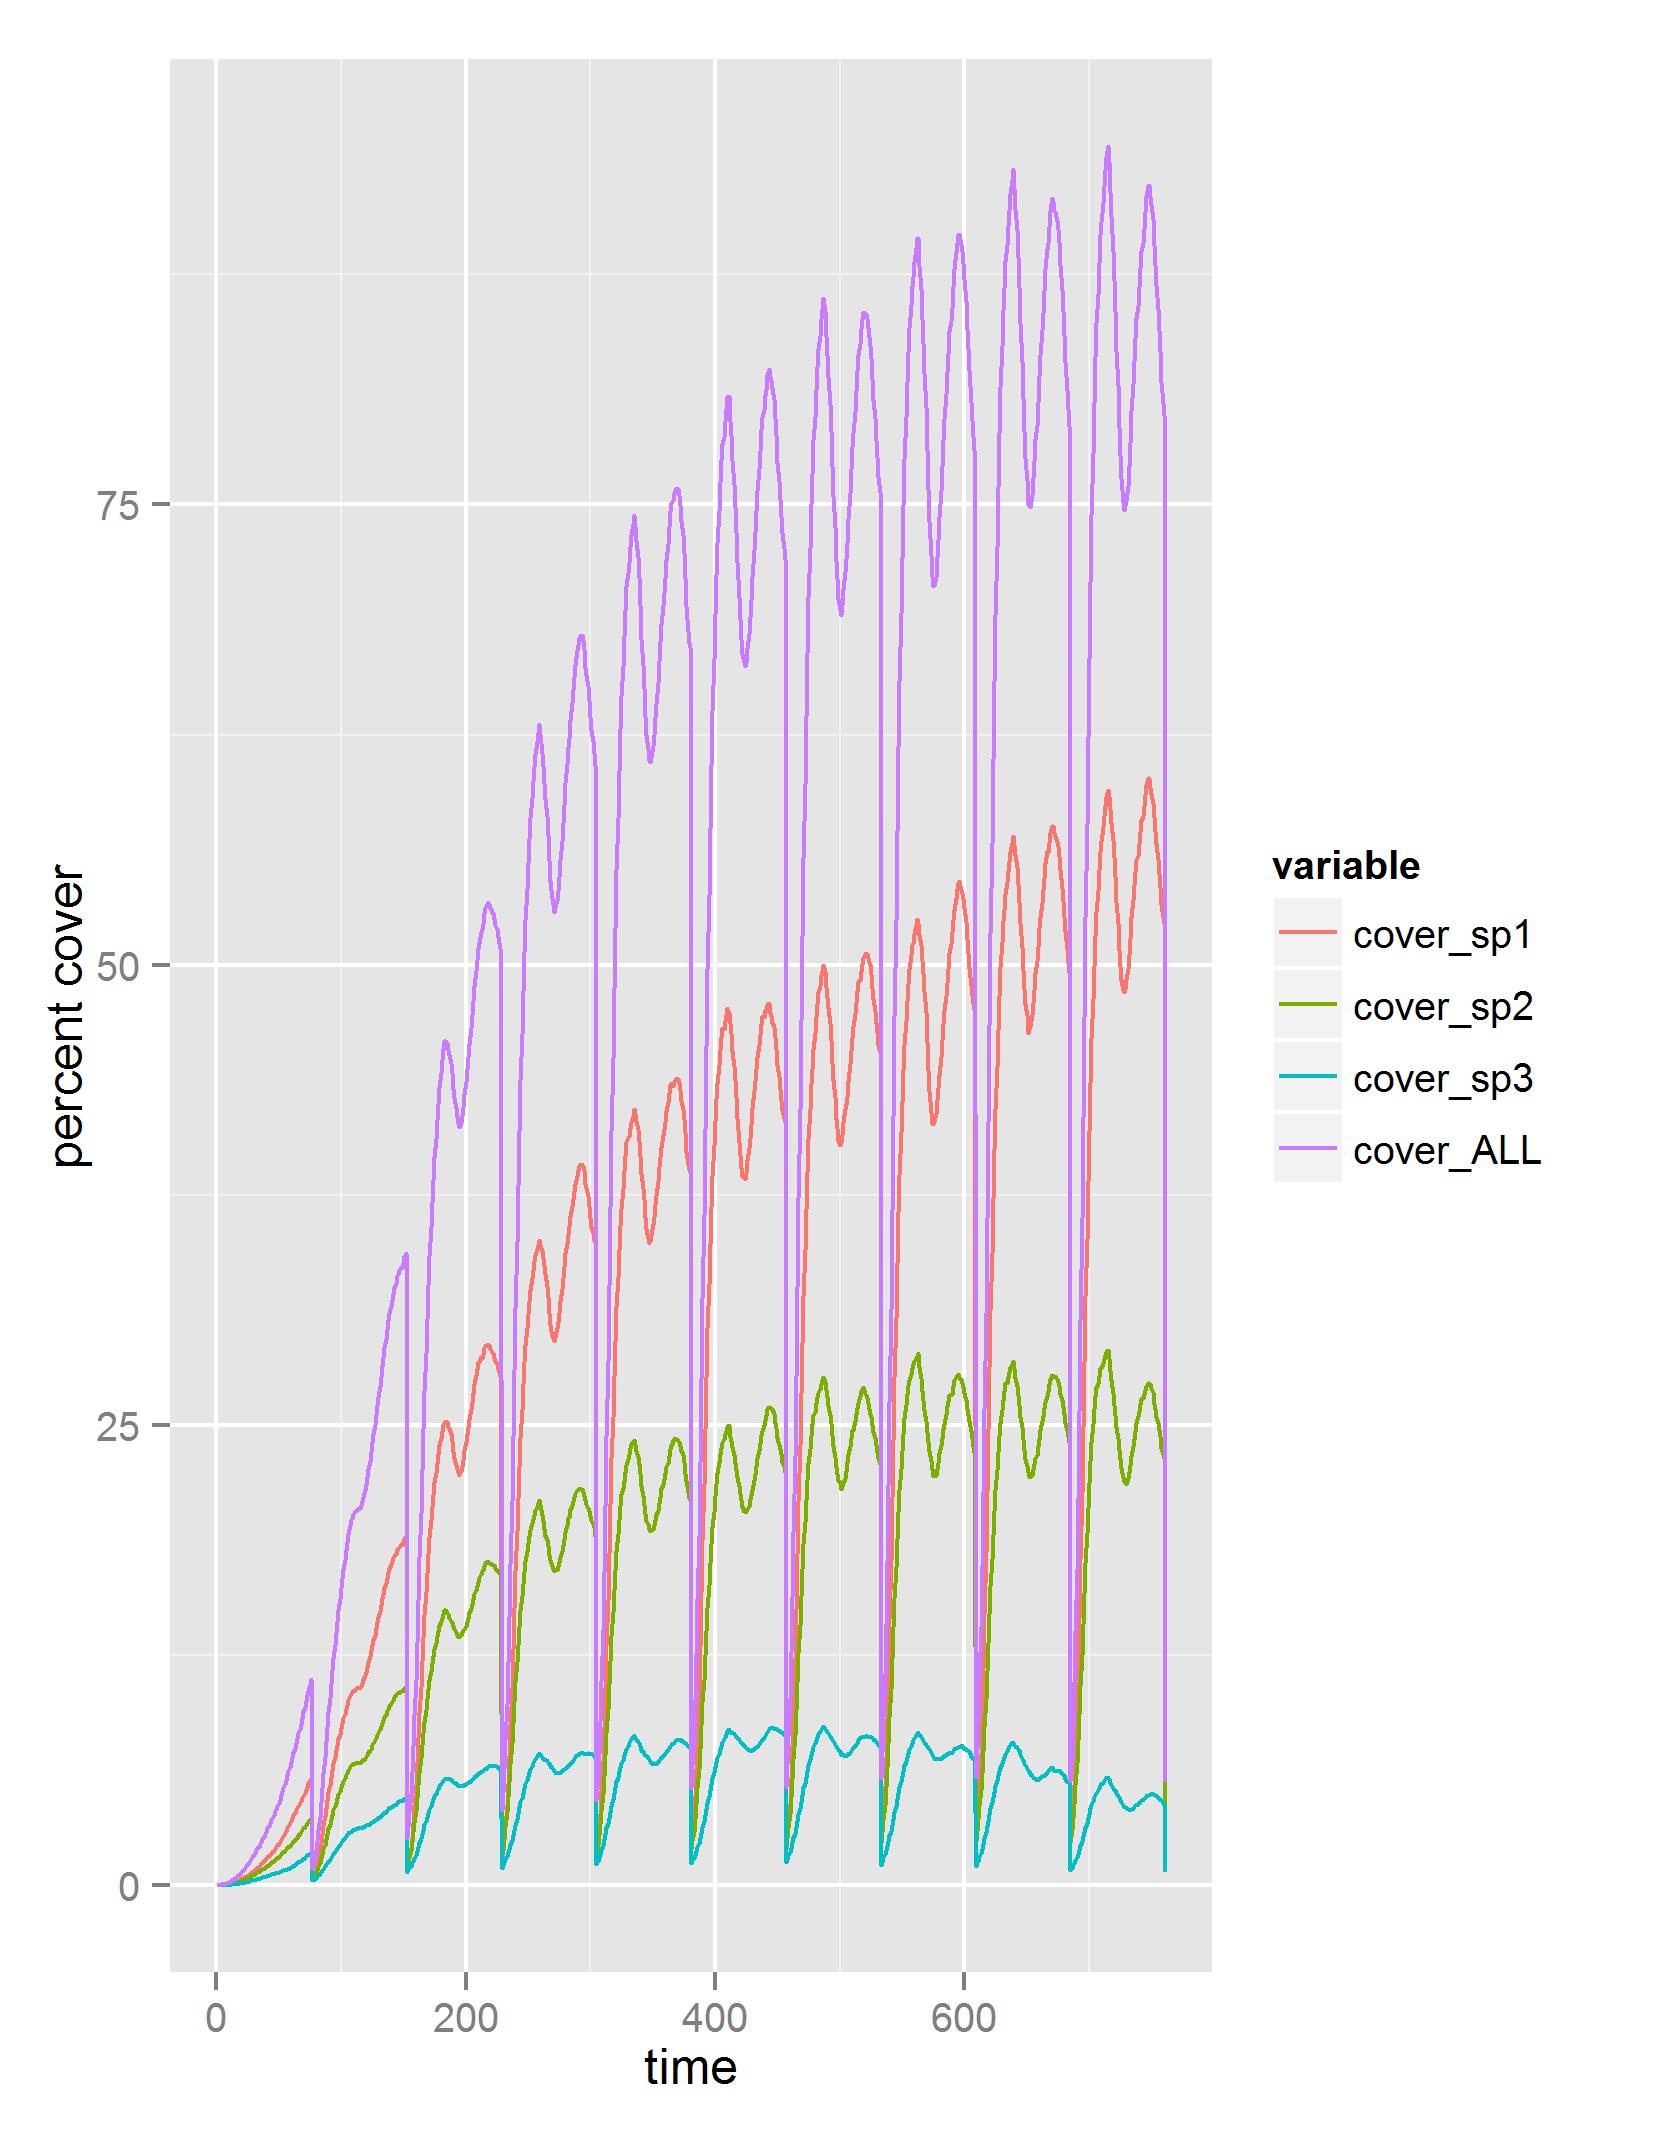 percent cover
75
50
25
0
0 200 400 600
time
variable
cover_sp1
cover_sp2
cover_sp3
cover_ALL